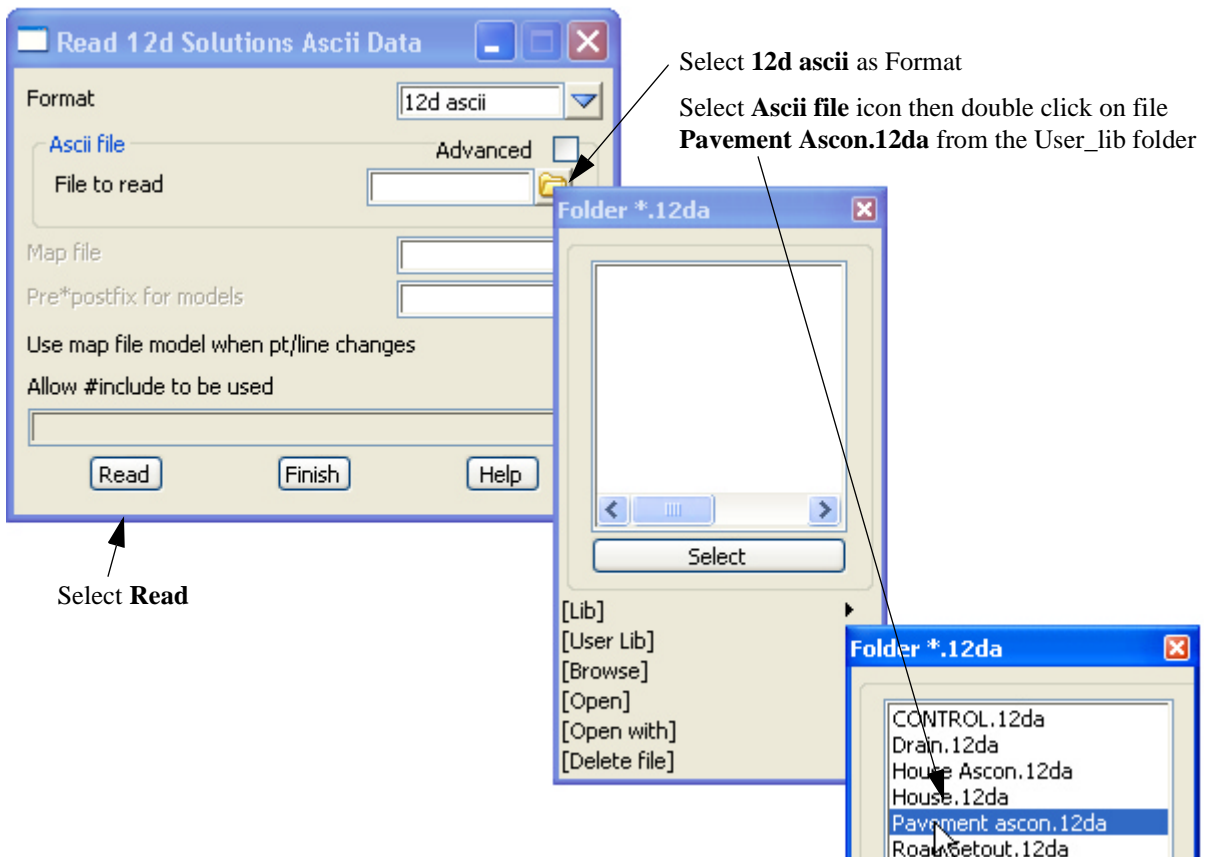 Read 12d Solutions Ascii Data
Format
12d ascii
Ascii file
Advanced
File to read
Map file
Pre*postfix for models
Use map file model when pt/line changes
Allow #include to be used
Read
Finish
Help
Select 12d ascii as Format
Select Ascii file icon then double click on file
Pavement Ascon.12da from the User_lib folder
Select Read
Folder *.12da
Select
[Lib]
[User Lib]
[Browse]
[Open]
[Open with]
[Delete file]
Folder *.12da
CONTROL.12da
Drain.12da
House Ascon.12da
House.12da
Pavement ascon.12da
Road Setout.12da